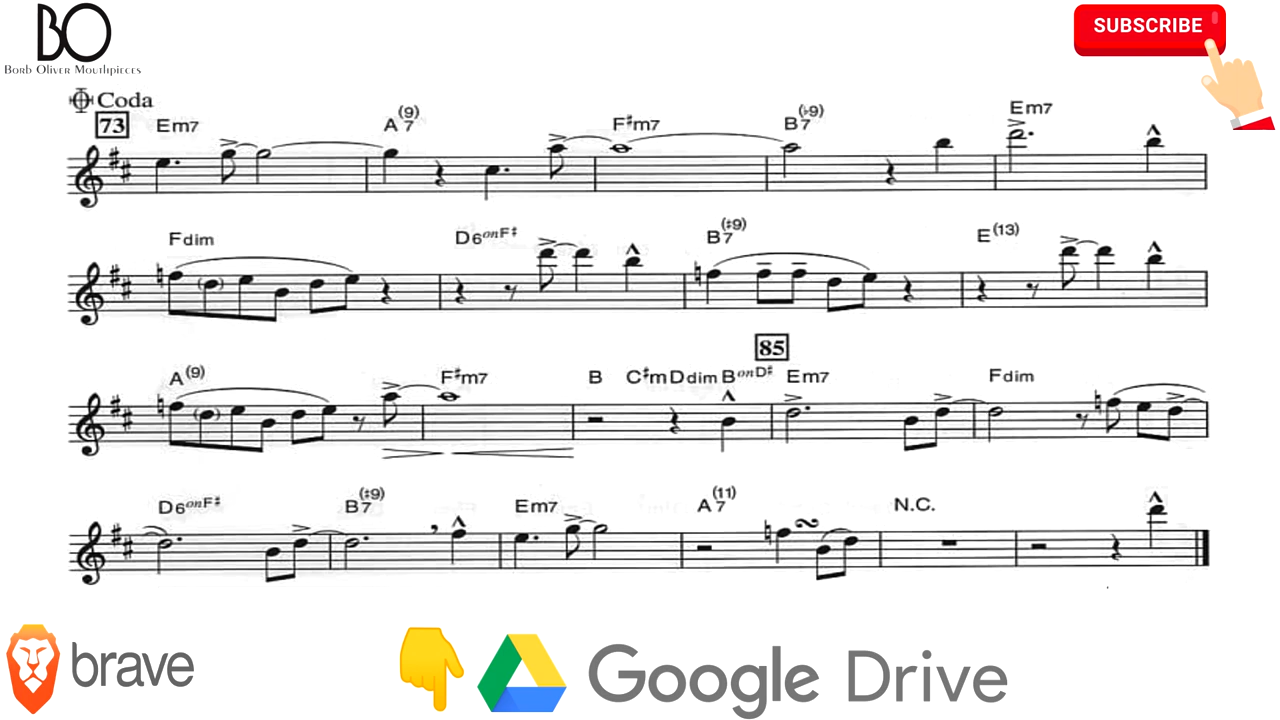 BO
Borb Oliver Mouthpieces
SUBSCRIBE
Coda
73 Em7 A7(9) F♯m7 B7(♭9) Em7
Fdim D6onF♯ B7(♯9) E(13)
85
A(9) F♯m7 B C♯m Ddim BonD♯ Em7 Fdim
D6onF♯ B7(♯9) Em7 A7(11) N.C.
brave
Google Drive